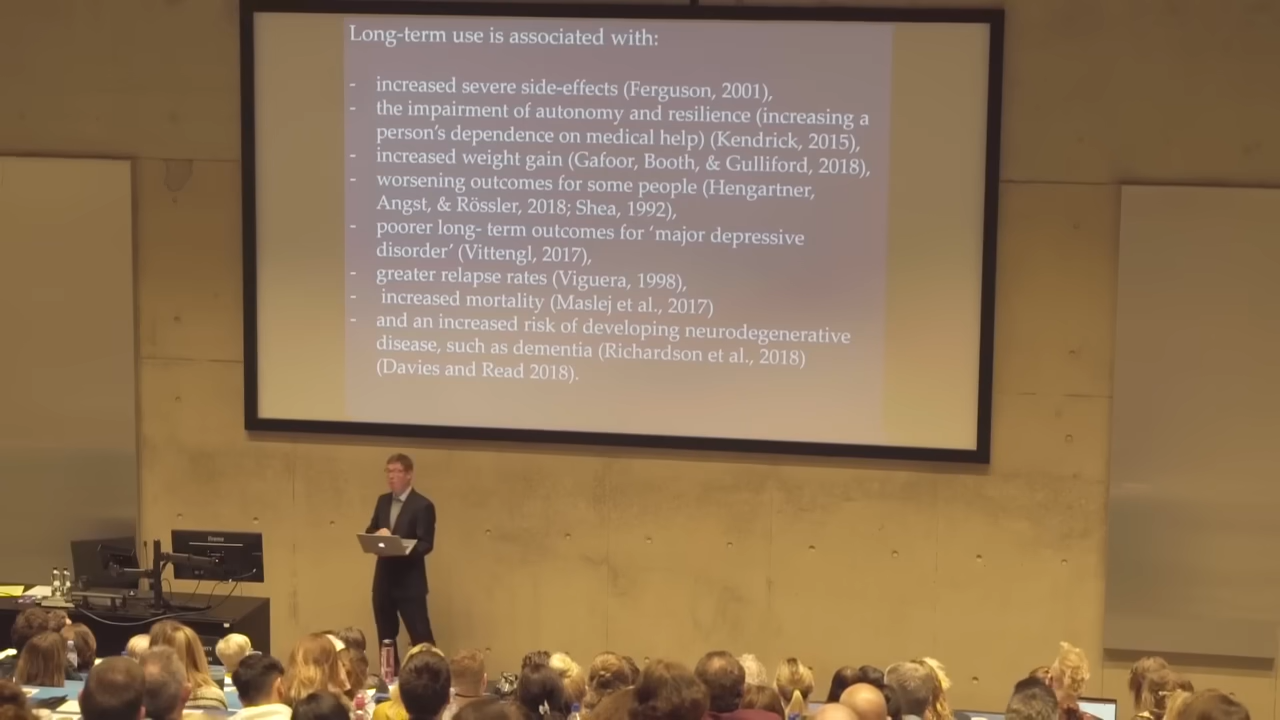 Long-term use is associated with:
- increased severe side-effects (Ferguson, 2001),
- the impairment of autonomy and resilience (increasing a
person's dependence on medical help) (Kendrick, 2015),
- increased weight gain (Gafoor, Booth, & Gulliford, 2018),
- worsening outcomes for some people (Hengartner,
Angst, & Rössler, 2018; Shea, 1992),
- poorer long- term outcomes for ‘major depressive
disorder’ (Vittengl, 2017),
- greater relapse rates (Viguera, 1998),
- increased mortality (Maslej et al., 2017)
- and an increased risk of developing neurodegenerative
disease, such as dementia (Richardson et al., 2018)
(Davies and Read 2018).